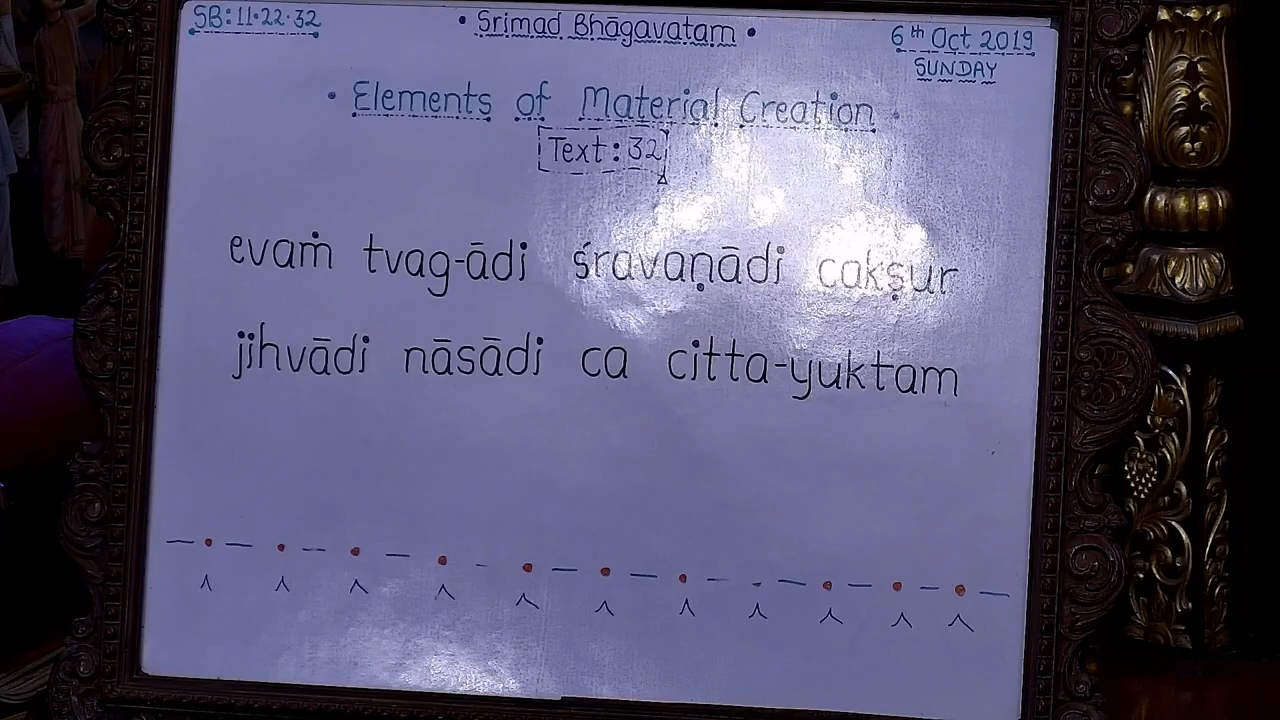 SB:11.22.32
• Srimad Bhāgavatam •
6th Oct 2019
SUNDAY
• Elements of Material Creation •
Text: 32
evaṁ tvag-ādi śravaṇādi cakṣur
jihvādi nāsādi ca citta-yuktam